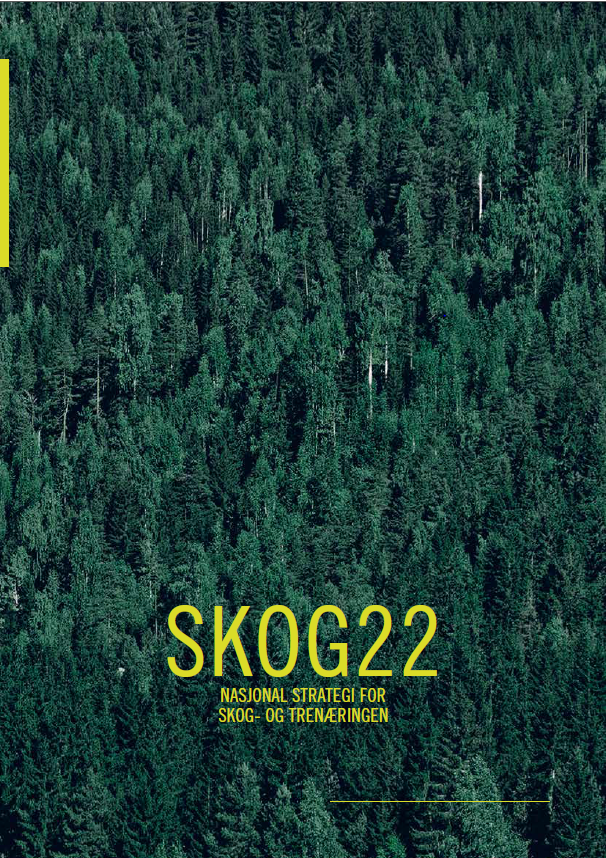 SKOG22
NASJONAL STRATEGI FOR
SKOG- OG TRENÆRINGEN